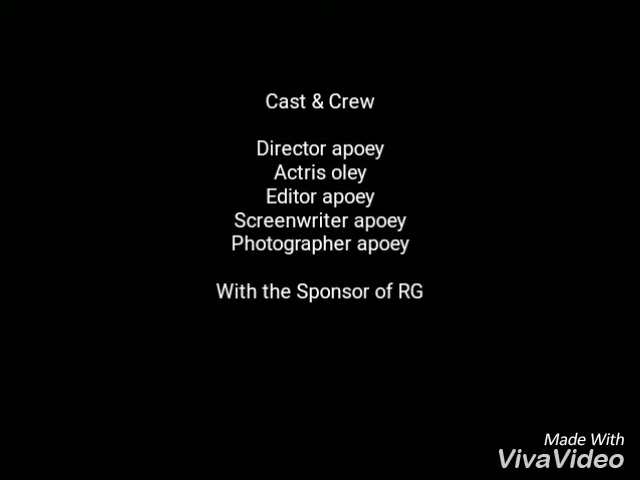 Cast & Crew
Director apoey
Actris oley
Editor apoey
Screenwriter apoey
Photographer apoey
With the Sponsor of RG
Made With
VivaVideo